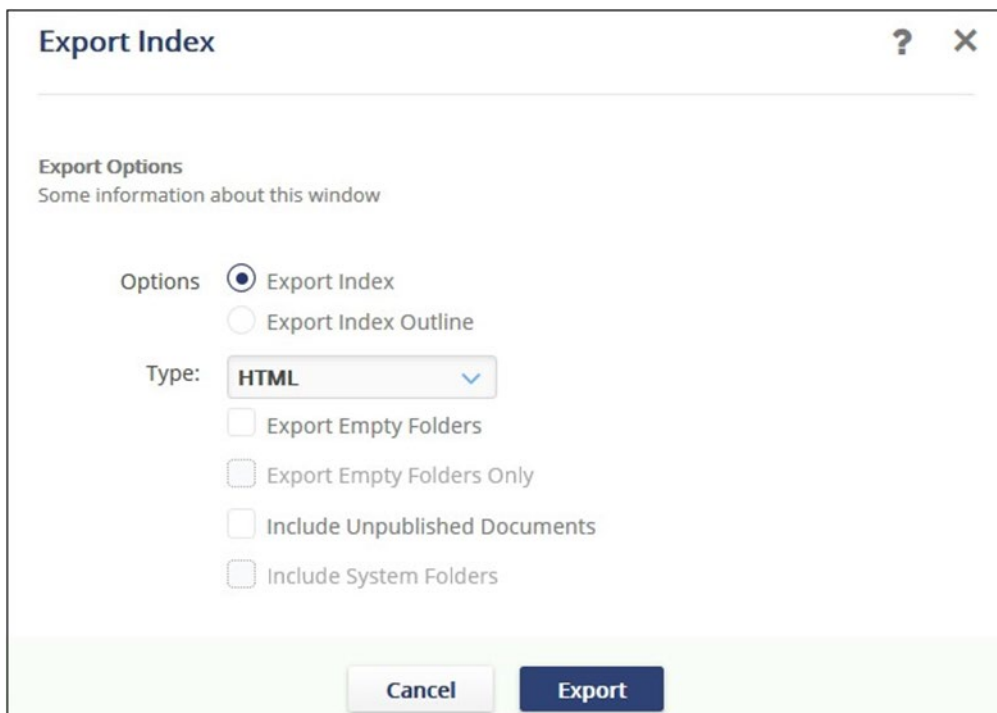 Export Index ? ×
Export Options
Some information about this window
Options Export Index
Export Index Outline
Type: HTML
Export Empty Folders
Export Empty Folders Only
Include Unpublished Documents
Include System Folders
Cancel Export